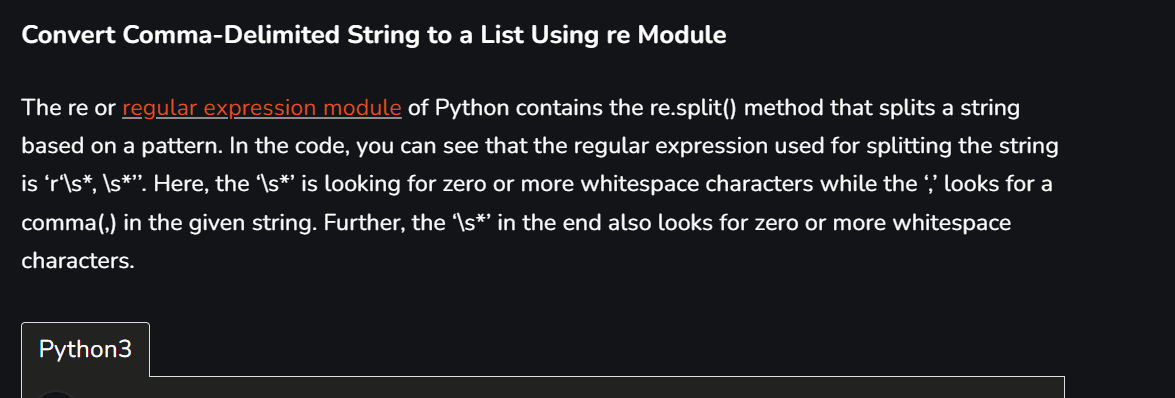 Convert Comma-Delimited String to a List Using re Module
The re or regular expression module of Python contains the re.split() method that splits a string
based on a pattern. In the code, you can see that the regular expression used for splitting the string
is ‘r‘\s*, \s*’’. Here, the ‘\s*’ is looking for zero or more whitespace characters while the ‘,’ looks for a
comma(,) in the given string. Further, the ‘\s*’ in the end also looks for zero or more whitespace
characters.
Python3